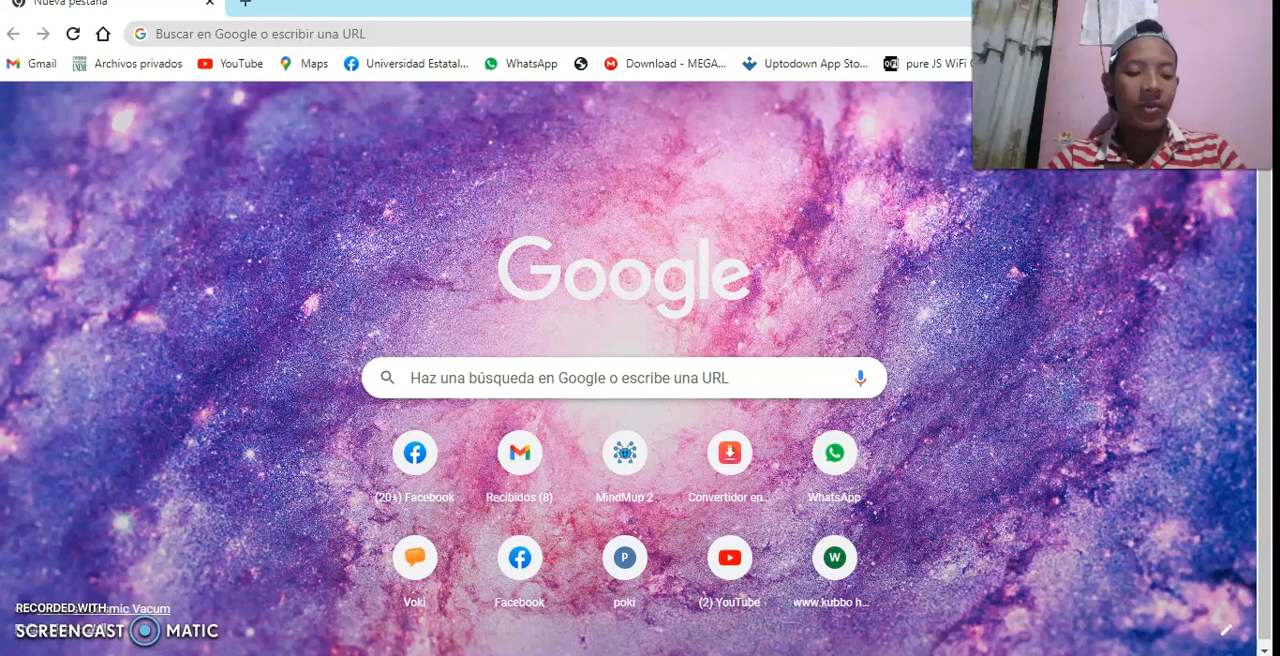 Nueva pestaña
Buscar en Google o escribir una URL
Gmail Archivos privados YouTube Maps Universidad Estatal... WhatsApp Download - MEGA... Uptodown App Sto... pure JS WiFi
Google
Haz una búsqueda en Google o escribe una URL
(20+) Facebook Recibidos (8) MindMup 2 Convertidor en... WhatsApp
P W
Voki Facebook poki (2) YouTube www.kubbo h...
RECORDED WITH mic Vacum
SCREENCAST MATIC